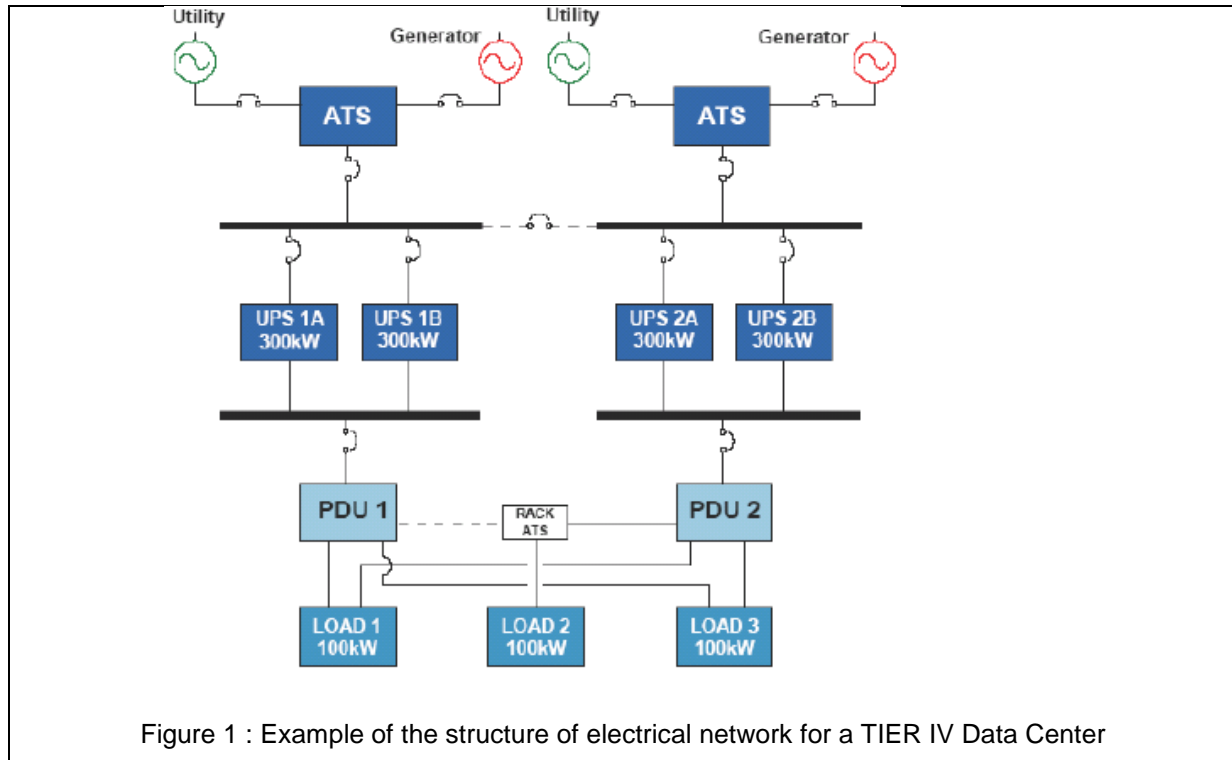 Utility
Utility
Generator
Generator
ATS
ATS
UPS 1A
300kW
UPS 1B
300kW
UPS 2A
300kW
UPS 2B
300kW
PDU 1
RACK
ATS
PDU 2
LOAD 1
100kW
LOAD 2
100kW
LOAD 3
100kW
Figure 1 : Example of the structure of electrical network for a TIER IV Data Center